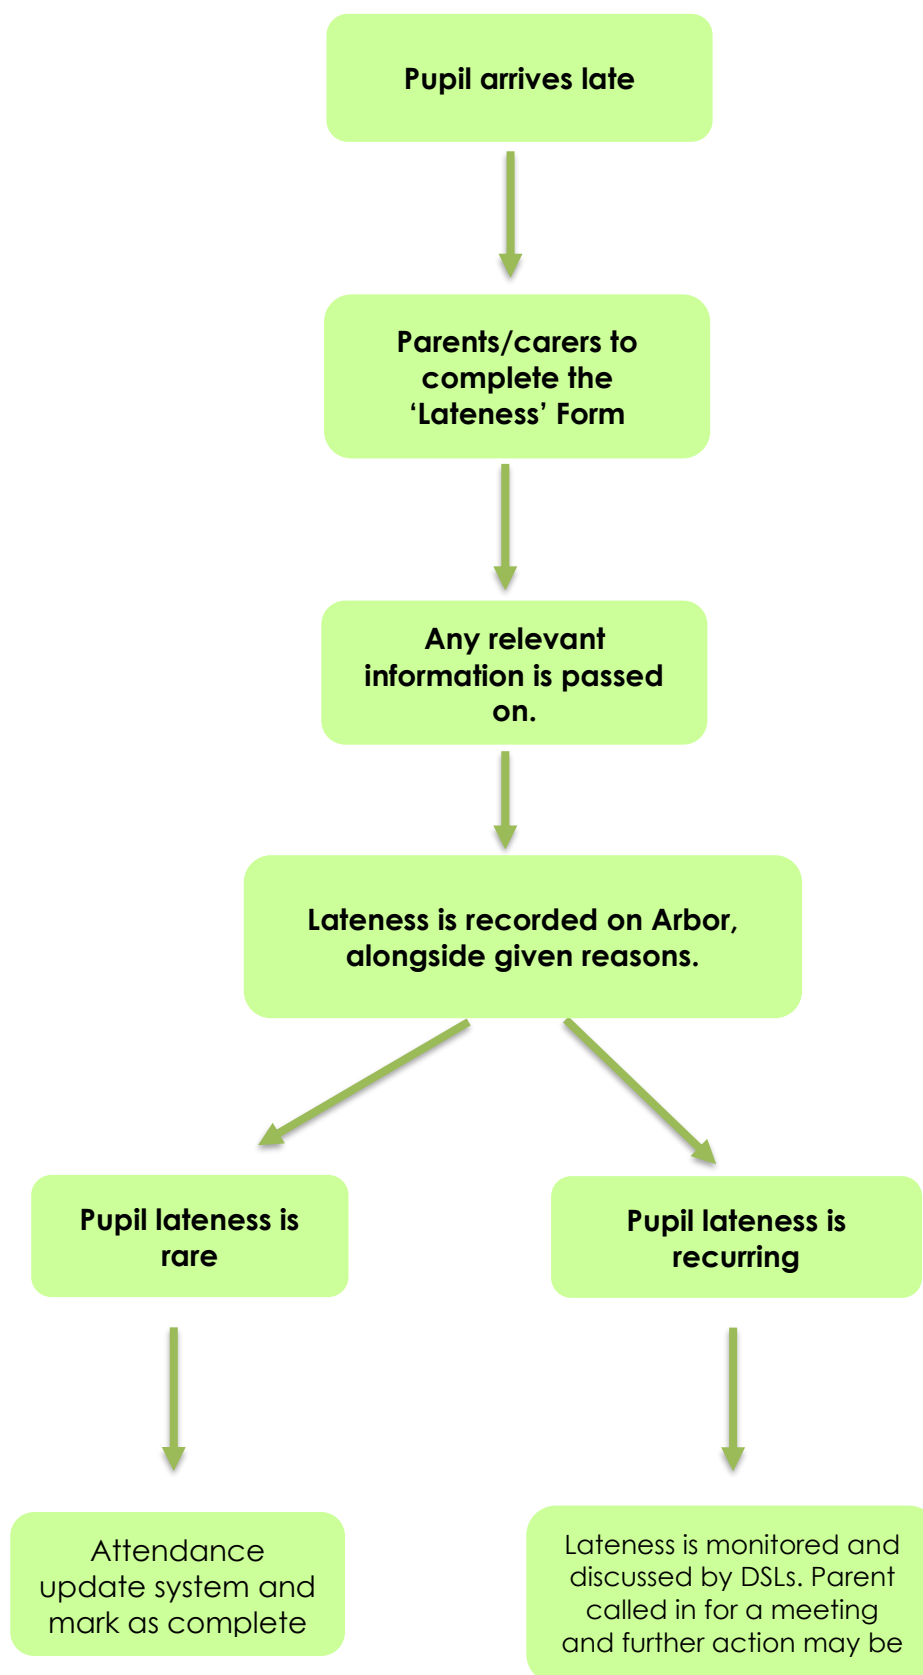 Pupil arrives late
Parents/carers to
complete the
‘Lateness’ Form
Any relevant
information is passed
on.
Lateness is recorded on Arbor,
alongside given reasons.
Pupil lateness is
rare
Pupil lateness is
recurring
Attendance
update system and
mark as complete
Lateness is monitored and
discussed by DSLs. Parent
called in for a meeting
and further action may be